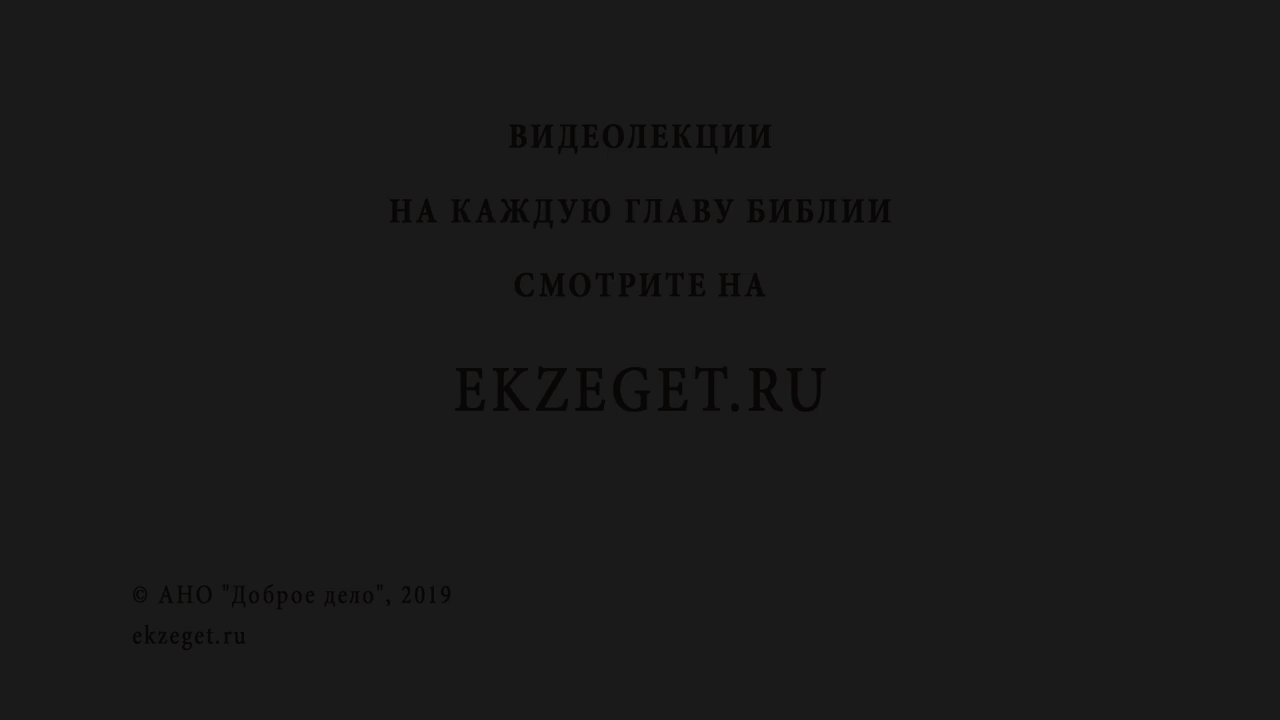 ВИДЕОЛЕКЦИИ
НА КАЖДУЮ ГЛАВУ БИБЛИИ
СМОТРИТЕ НА
EKZEGET.RU
© АНО "Доброе дело", 2019
ekzeget.ru